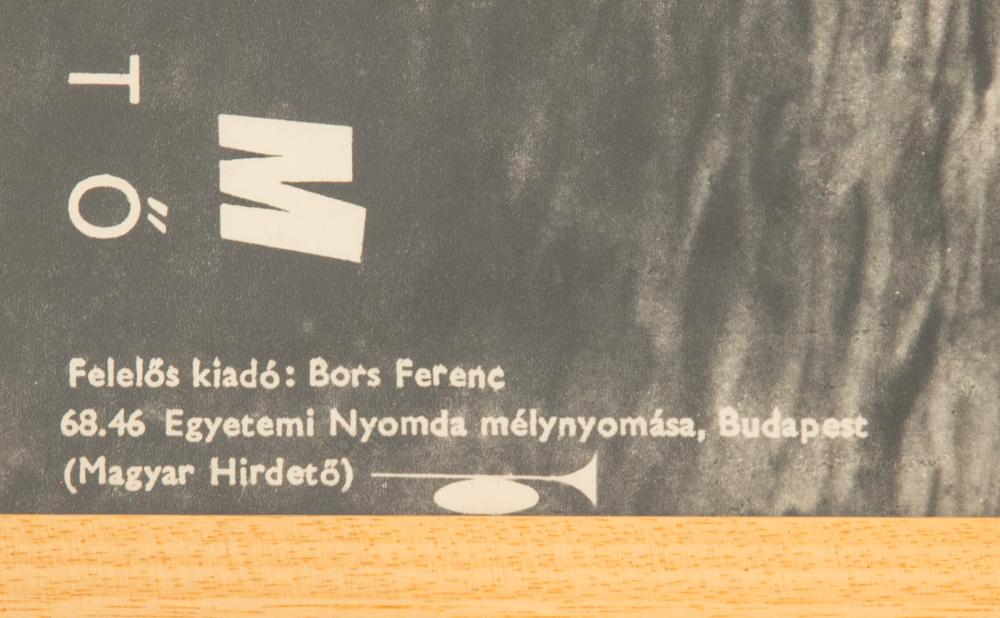 T
Ő
M
Felelős kiadó: Bors Ferenc
68.46 Egyetemi Nyomda mélynyomása, Budapest
(Magyar Hirdető)